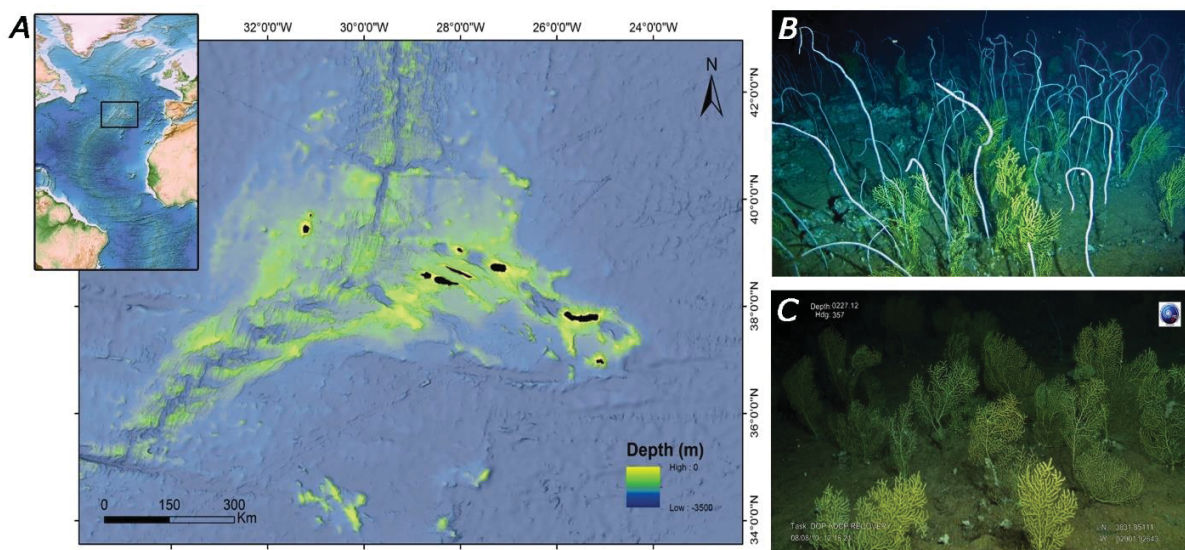 A
32°0'0"W 30°0'0"W 28°0'0"W 26°0'0"W 24°0'0"W
N
42°0'0"N
40°0'0"N
38°0'0"N
36°0'0"N
34°0'0"N
Depth (m)
High : 0
Low : -3500
0 150 300
Km
B
C
Depth:0227.12
Hdg: 357
Task: DOP ADCP RECOVERY
N :
W :